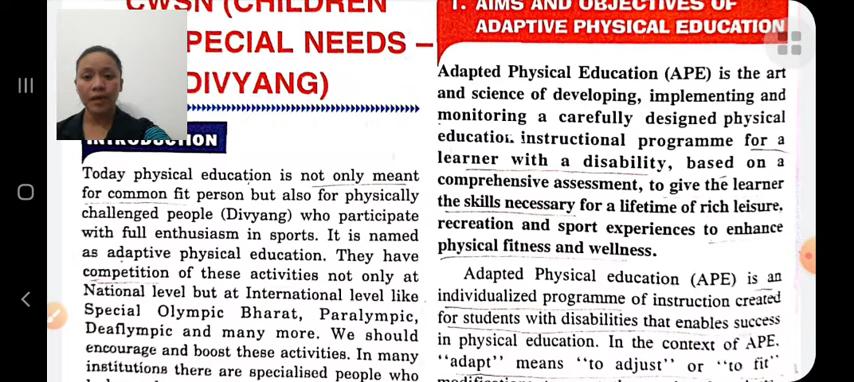 CWSN (CHILDREN
SPECIAL NEEDS –
DIVYANG)
INTRODUCTION
Today physical education is not only meant
for common fit person but also for physically
challenged people (Divyang) who participate
with full enthusiasm in sports. It is named
as adaptive physical education. They have
competition of these activities not only at
National level but at International level like
Special Olympic Bharat, Paralympic,
Deaflympic and many more. We should
encourage and boost these activities. In many
institutions there are specialised people who
1. AIMS AND OBJECTIVES OF
ADAPTIVE PHYSICAL EDUCATION
Adapted Physical Education (APE) is the art
and science of developing, implementing and
monitoring a carefully designed physical
education instructional programme for a
learner with a disability, based on a
comprehensive assessment, to give the learner
the skills necessary for a lifetime of rich leisure,
recreation and sport experiences to enhance
physical fitness and wellness.
Adapted Physical education (APE) is an
individualized programme of instruction created
for students with disabilities that enables success
in physical education. In the context of APE.
“adapt” means “to adjust” or “to fit”